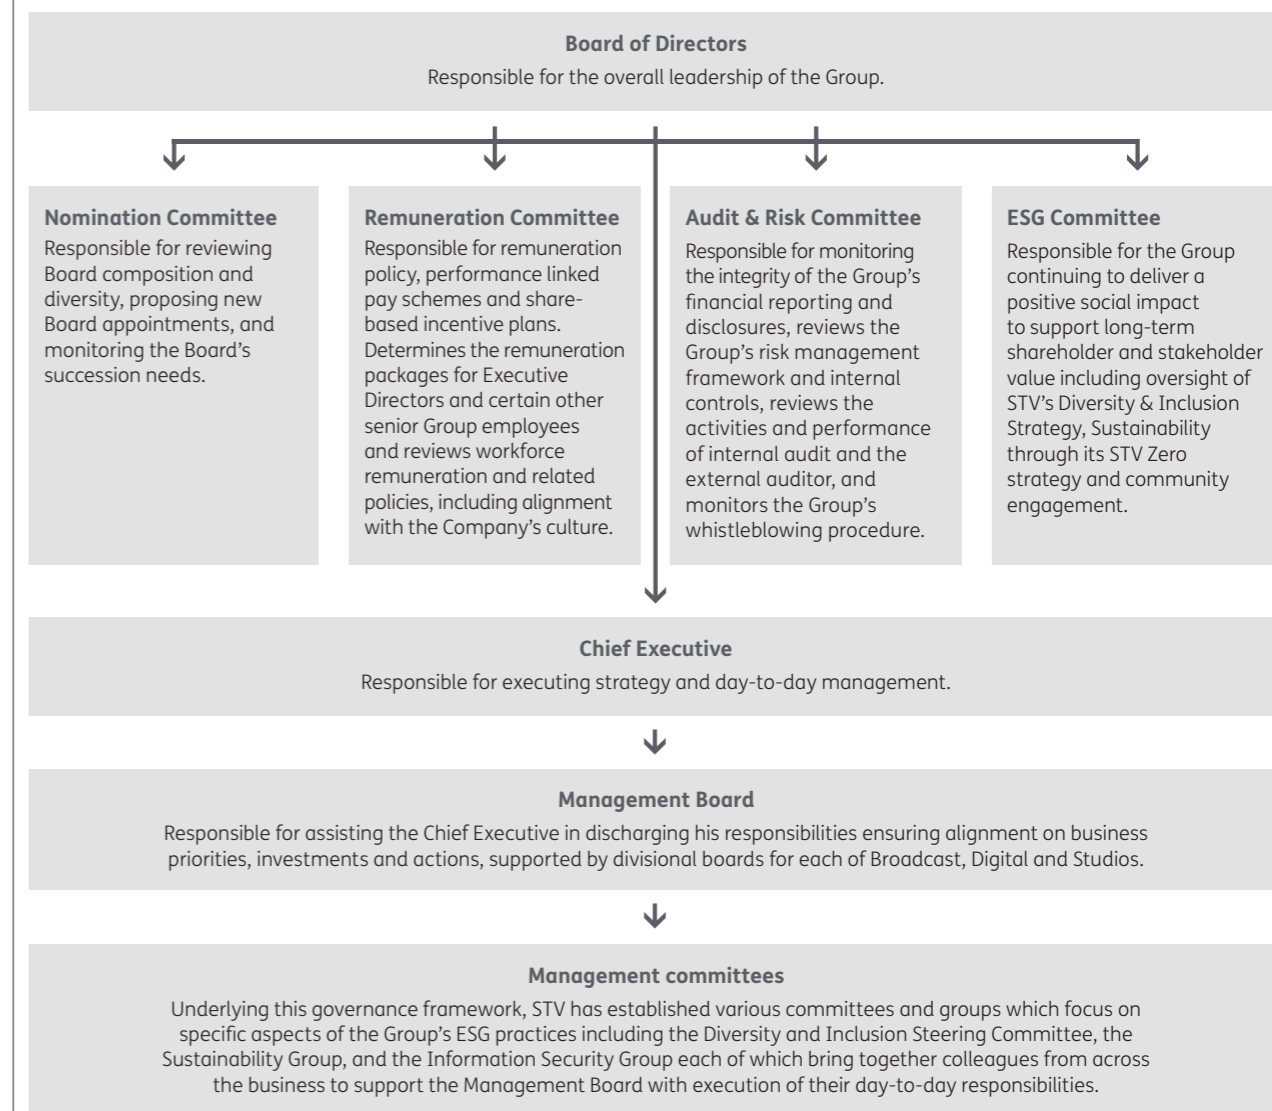 Board of Directors
Responsible for the overall leadership of the Group.
Nomination Committee
Responsible for reviewing
Board composition and
diversity, proposing new
Board appointments, and
monitoring the Board's
succession needs.
Remuneration Committee
Responsible for remuneration
policy, performance linked
pay schemes and share-
based incentive plans.
Determines the remuneration
packages for Executive
Directors and certain other
senior Group employees
and reviews workforce
remuneration and related
policies, including alignment
with the Company's culture.
Audit & Risk Committee
Responsible for monitoring
the integrity of the Group's
financial reporting and
disclosures, reviews the
Group's risk management
framework and internal
controls, reviews the
activities and performance
of internal audit and the
external auditor, and
monitors the Group's
whistleblowing procedure.
ESG Committee
Responsible for the Group
continuing to deliver a
positive social impact
to support long-term
shareholder and stakeholder
value including oversight of
STV's Diversity & Inclusion
Strategy, Sustainability
through its STV Zero
strategy and community
engagement.
Chief Executive
Responsible for executing strategy and day-to-day management.
Management Board
Responsible for assisting the Chief Executive in discharging his responsibilities ensuring alignment on business
priorities, investments and actions, supported by divisional boards for each of Broadcast, Digital and Studios.
Management committees
Underlying this governance framework, STV has established various committees and groups which focus on
specific aspects of the Group's ESG practices including the Diversity and Inclusion Steering Committee, the
Sustainability Group, and the Information Security Group each of which bring together colleagues from across
the business to support the Management Board with execution of their day-to-day responsibilities.